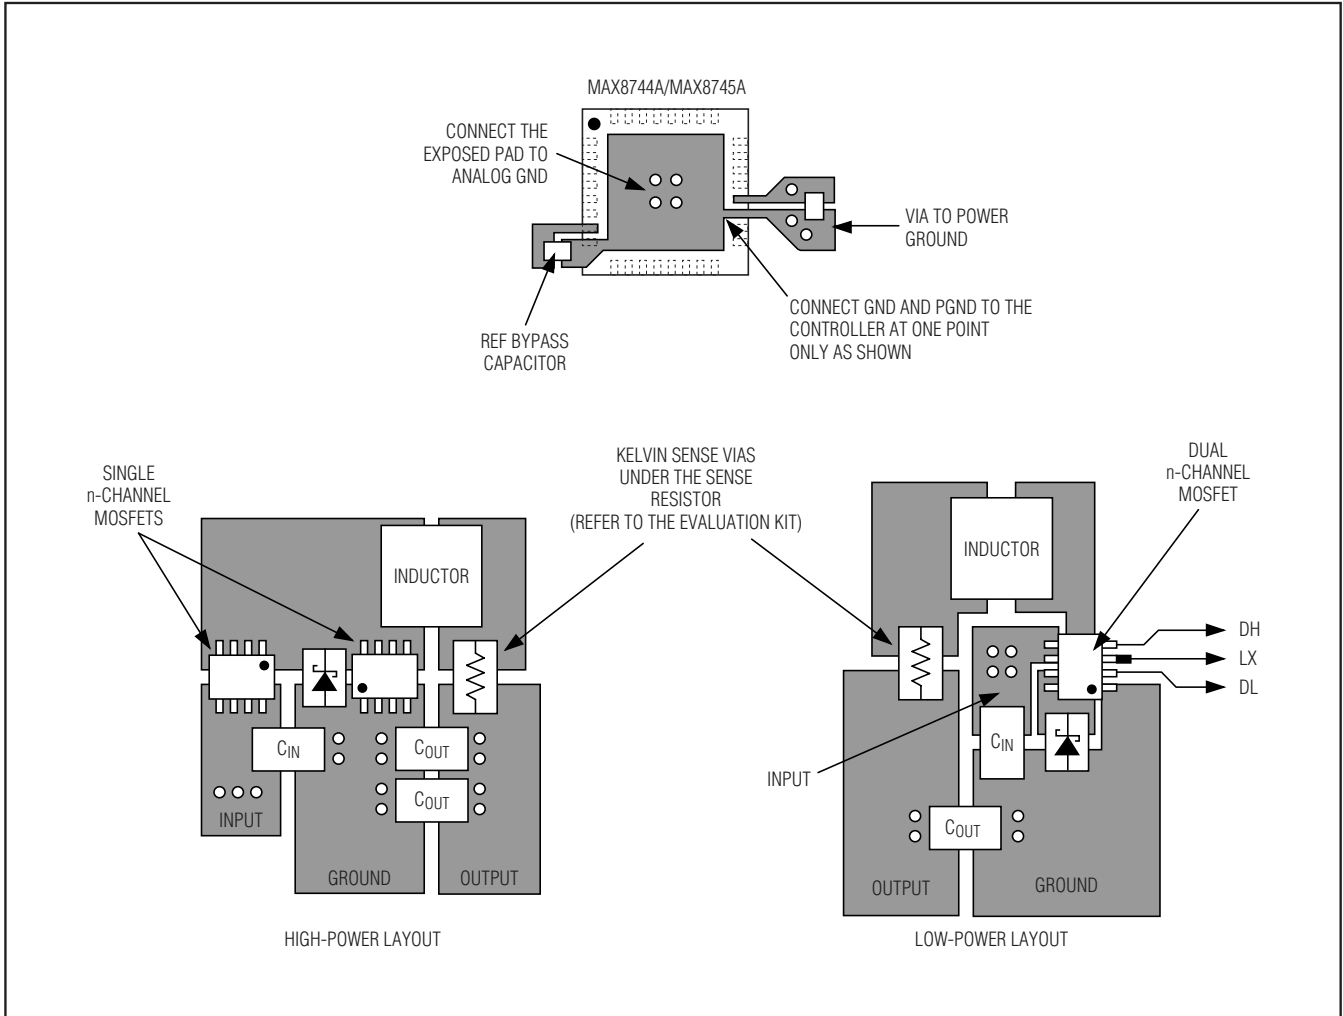 MAX8744A/MAX8745A
CONNECT THE
EXPOSED PAD TO
ANALOG GND
VIA TO POWER
GROUND
CONNECT GND AND PGND TO THE
CONTROLLER AT ONE POINT
ONLY AS SHOWN
REF BYPASS
CAPACITOR
SINGLE
n-CHANNEL
MOSFETS
KELVIN SENSE VIAS
UNDER THE SENSE
RESISTOR
(REFER TO THE EVALUATION KIT)
DUAL
n-CHANNEL
MOSFET
INDUCTOR
CIN
COUT
COUT
INPUT
GROUND
OUTPUT
HIGH-POWER LAYOUT
INDUCTOR
DH
LX
DL
CIN
INPUT
COUT
OUTPUT
GROUND
LOW-POWER LAYOUT